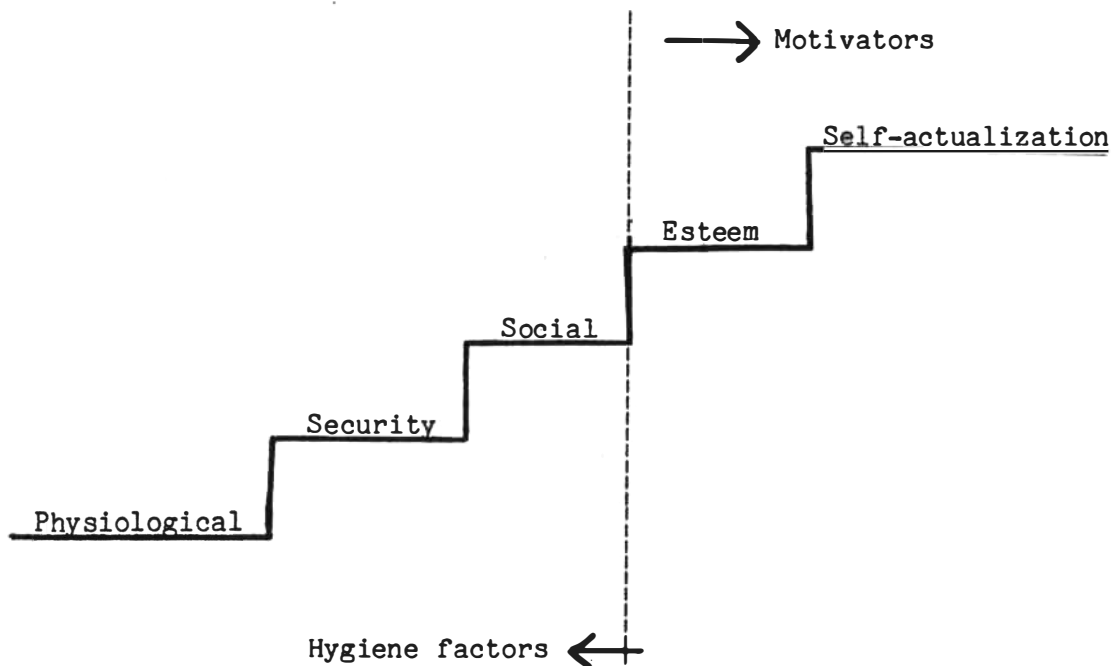 Motivators
Self-actualization
Esteem
Social
Security
Physiological
Hygiene factors